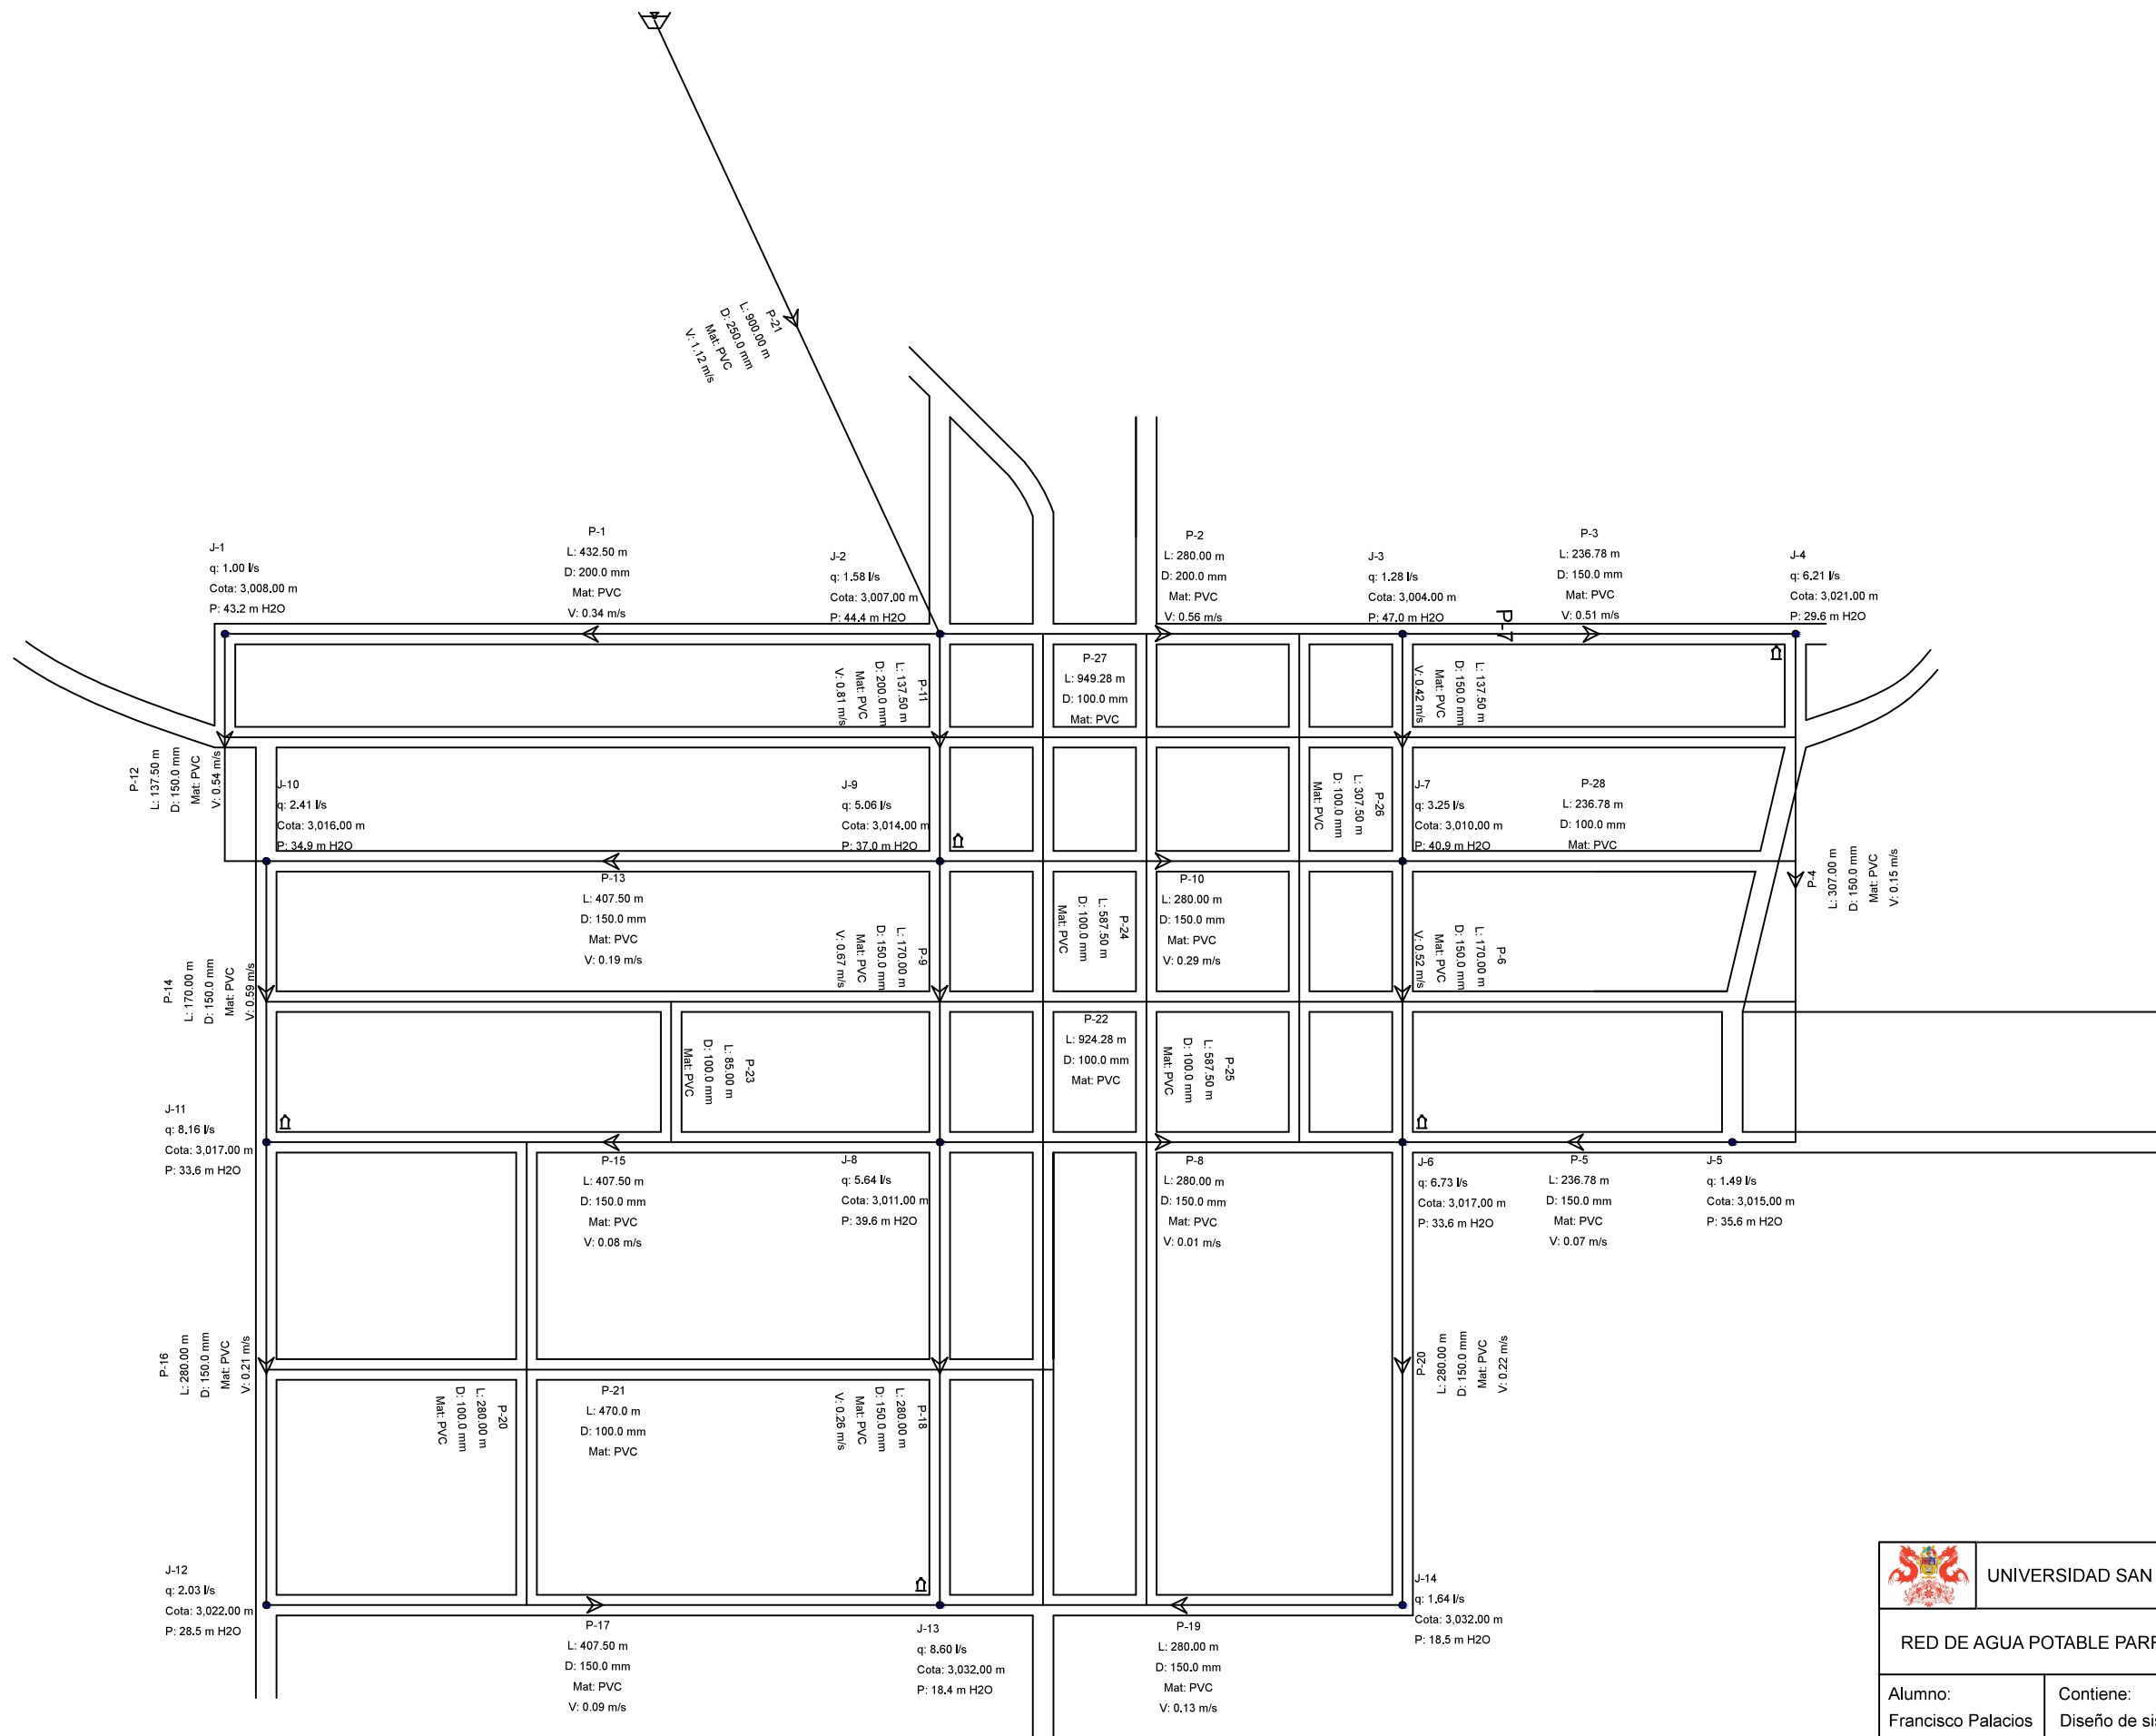 P-21
L: 900.00 m
D: 250.0 mm
Mat: PVC
V: 1.12 m/s
J-1
q: 1.00 l/s
Cota: 3,008.00 m
P: 43.2 m H2O
P-1
L: 432.50 m
D: 200.0 mm
Mat: PVC
V: 0.34 m/s
J-2
q: 1.58 l/s
Cota: 3,007.00 m
P: 44.4 m H2O
P-2
L: 280.00 m
D: 200.0 mm
Mat: PVC
V: 0.56 m/s
J-3
q: 1.28 l/s
Cota: 3,004.00 m
P: 47.0 m H2O
P-7
P-3
L: 236.78 m
D: 150.0 mm
Mat: PVC
V: 0.51 m/s
J-4
q: 6.21 l/s
Cota: 3,021.00 m
P: 29.6 m H2O
P-11
L: 137.50 m
D: 200.0 mm
Mat: PVC
V: 0.81 m/s
P-27
L: 949.28 m
D: 100.0 mm
Mat: PVC
L: 137.50 m
D: 150.0 mm
Mat: PVC
V: 0.42 m/s
P-12
L: 137.50 m
D: 150.0 mm
Mat: PVC
V: 0.54 m/s
J-10
q: 2.41 l/s
Cota: 3,016.00 m
P: 34.9 m H2O
J-9
q: 5.06 l/s
Cota: 3,014.00 m
P: 37.0 m H2O
P-26
L: 307.50 m
D: 100.0 mm
Mat: PVC
J-7
q: 3.25 l/s
Cota: 3,010.00 m
P: 40.9 m H2O
P-28
L: 236.78 m
D: 100.0 mm
Mat: PVC
P-4
L: 307.00 m
D: 150.0 mm
Mat: PVC
V: 0.15 m/s
P-13
L: 407.50 m
D: 150.0 mm
Mat: PVC
V: 0.19 m/s
P-9
L: 170.00 m
D: 150.0 mm
Mat: PVC
V: 0.67 m/s
P-24
L: 587.50 m
D: 100.0 mm
Mat: PVC
P-10
L: 280.00 m
D: 150.0 mm
Mat: PVC
V: 0.29 m/s
P-6
L: 170.00 m
D: 150.0 mm
Mat: PVC
V: 0.52 m/s
P-14
L: 170.00 m
D: 150.0 mm
Mat: PVC
V: 0.59 m/s
P-23
L: 85.00 m
D: 100.0 mm
Mat: PVC
P-22
L: 924.28 m
D: 100.0 mm
Mat: PVC
P-25
L: 587.50 m
D: 100.0 mm
Mat: PVC
J-11
q: 8.16 l/s
Cota: 3,017.00 m
P: 33.6 m H2O
P-15
L: 407.50 m
D: 150.0 mm
Mat: PVC
V: 0.08 m/s
J-8
q: 5.64 l/s
Cota: 3,011.00 m
P: 39.6 m H2O
P-8
L: 280.00 m
D: 150.0 mm
Mat: PVC
V: 0.01 m/s
J-6
q: 6.73 l/s
Cota: 3,017.00 m
P: 33.6 m H2O
P-5
L: 236.78 m
D: 150.0 mm
Mat: PVC
V: 0.07 m/s
J-5
q: 1.49 l/s
Cota: 3,015.00 m
P: 35.6 m H2O
P-16
L: 280.00 m
D: 150.0 mm
Mat: PVC
V: 0.21 m/s
P-20
L: 280.00 m
D: 100.0 mm
Mat: PVC
P-21
L: 470.0 m
D: 100.0 mm
Mat: PVC
P-18
L: 280.00 m
D: 150.0 mm
Mat: PVC
V: 0.26 m/s
P-20
L: 280.00 m
D: 150.0 mm
Mat: PVC
V: 0.22 m/s
J-12
q: 2.03 l/s
Cota: 3,022.00 m
P: 28.5 m H2O
P-17
L: 407.50 m
D: 150.0 mm
Mat: PVC
V: 0.09 m/s
J-13
q: 8.60 l/s
Cota: 3,032.00 m
P: 18.4 m H2O
P-19
L: 280.00 m
D: 150.0 mm
Mat: PVC
V: 0.13 m/s
J-14
q: 1.64 l/s
Cota: 3,032.00 m
P: 18.5 m H2O
UNIVERSIDAD SAN
RED DE AGUA POTABLE
Alumno:
Francisco Palacios
Contiene:
Diseño de